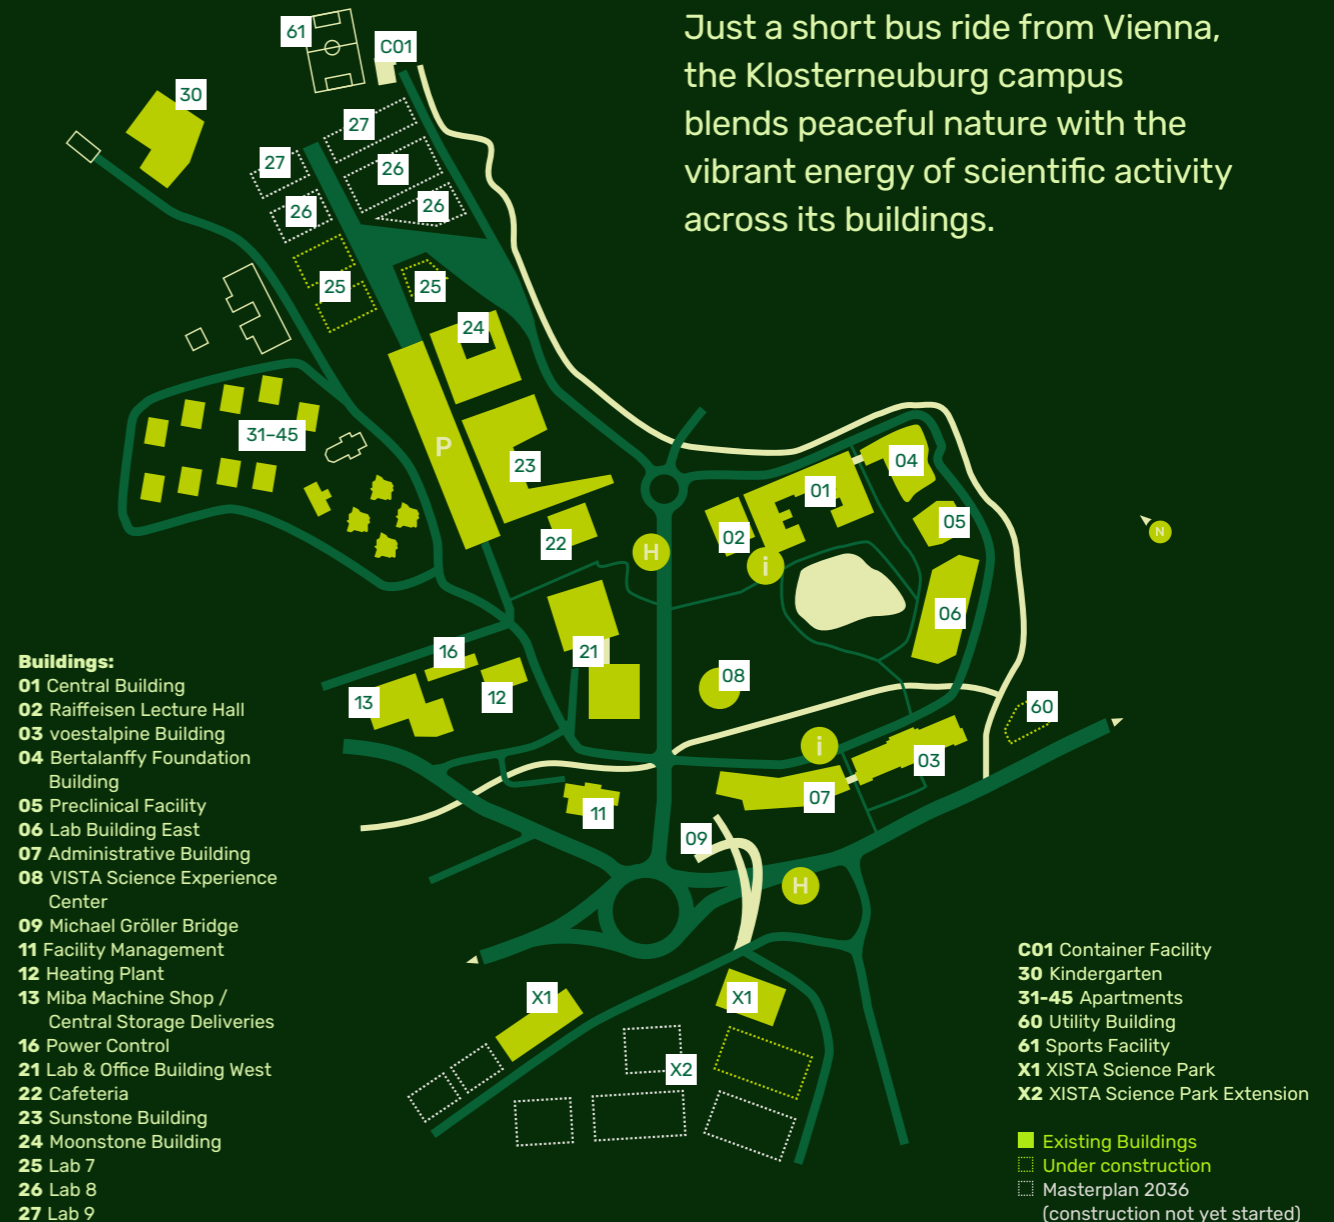 Just a short bus ride from Vienna,
the Klosterneuburg campus
blends peaceful nature with the
vibrant energy of scientific activity
across its buildings.
61
C01
30
27
27
26
26
26
25
25
24
31–45
P
23
22
H
04
01
05
02
i
N
06
21
16
08
13
12
60
i
03
07
11
09
H
X1
X1
X2
Buildings:
01 Central Building
02 Raiffeisen Lecture Hall
03 voestalpine Building
04 Bertalanffy Foundation
Building
05 Preclinical Facility
06 Lab Building East
07 Administrative Building
08 VISTA Science Experience
Center
09 Michael Gröller Bridge
11 Facility Management
12 Heating Plant
13 Miba Machine Shop /
Central Storage Deliveries
16 Power Control
21 Lab & Office Building West
22 Cafeteria
23 Sunstone Building
24 Moonstone Building
25 Lab 7
26 Lab 8
27 Lab 9
C01 Container Facility
30 Kindergarten
31-45 Apartments
60 Utility Building
61 Sports Facility
X1 XISTA Science Park
X2 XISTA Science Park Extension
Existing Buildings
Under construction
Masterplan 2036
(construction not yet started)